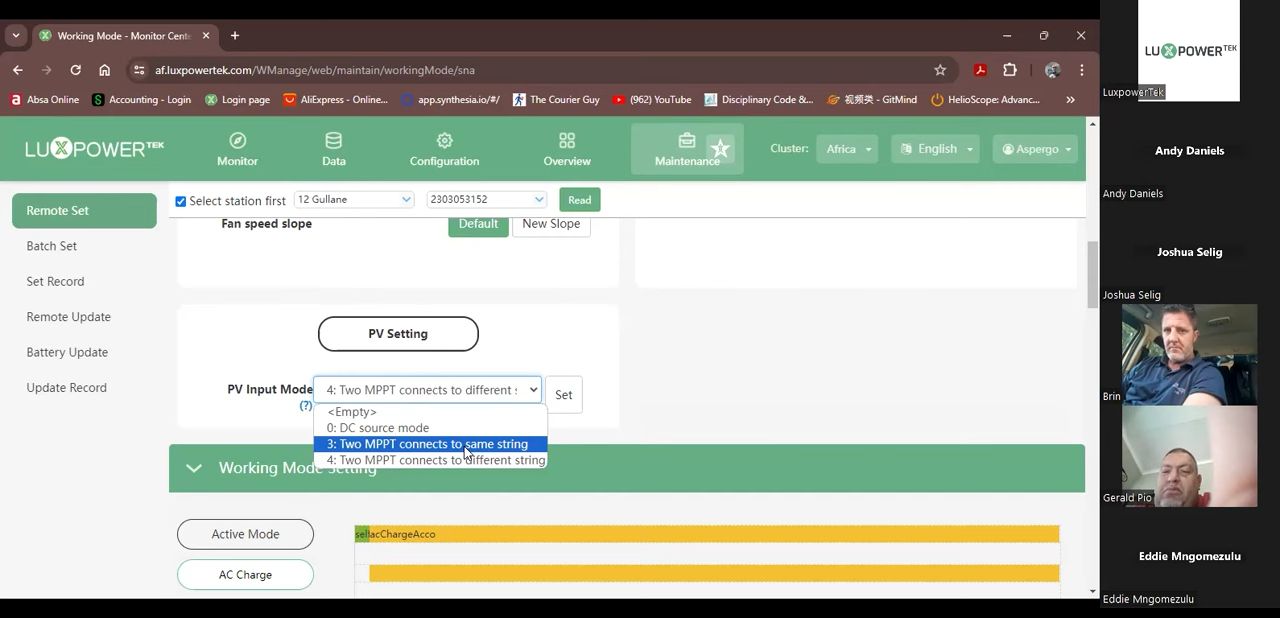 Working Mode - Monitor Cente
af.luxpowertek.com/WManage/web/maintain/workingMode/sna
Absa Online
Accounting - Login
Login page
AliExpress - Online...
app.synthesia.io/#/
The Courier Guy
(962) YouTube
Disciplinary Code &...
视频类 - GitMind
HelioScope: Advanc...
LUXPOWERTEK
Monitor
Data
Configuration
Overview
Maintenance
Cluster:
Africa
English
Aspergo
Remote Set
Batch Set
Set Record
Remote Update
Battery Update
Update Record
Select station first
12 Gullane
2303053152
Read
Fan speed slope
Default
New Slope
PV Setting
PV Input Mode
(?)
4: Two MPPT connects to different s
Set
<Empty>
0: DC source mode
3: Two MPPT connects to same string
4: Two MPPT connects to different string
Working Mode Setting
Active Mode
AC Charge
sellacChargeAcco
LUXPOWERTEK
LuxpowerTek
Andy Daniels
Andy Daniels
Joshua Selig
Joshua Selig
Brin
Gerald Pio
Eddie Mngomezulu
Eddie Mngomezulu